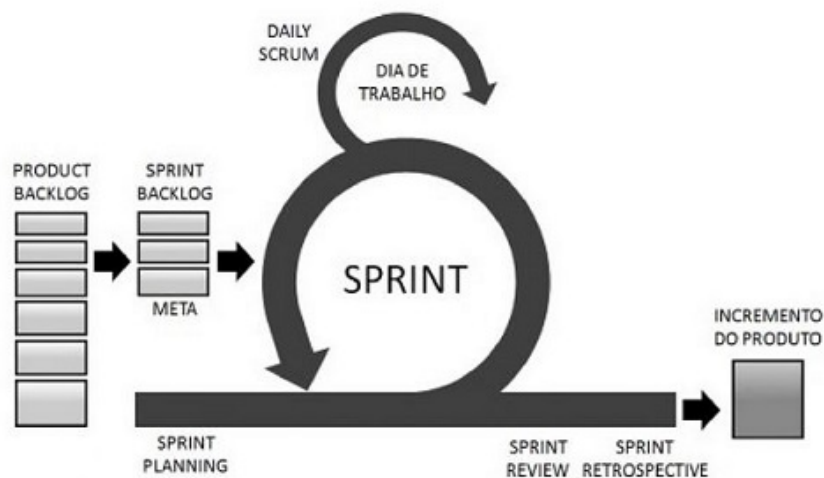 DAILY
SCRUM
DIA DE
TRABALHO
PRODUCT
BACKLOG
SPRINT
BACKLOG
META
SPRINT
INCREMENTO
DO PRODUTO
SPRINT
PLANNING
SPRINT
REVIEW
SPRINT
RETROSPECTIVE